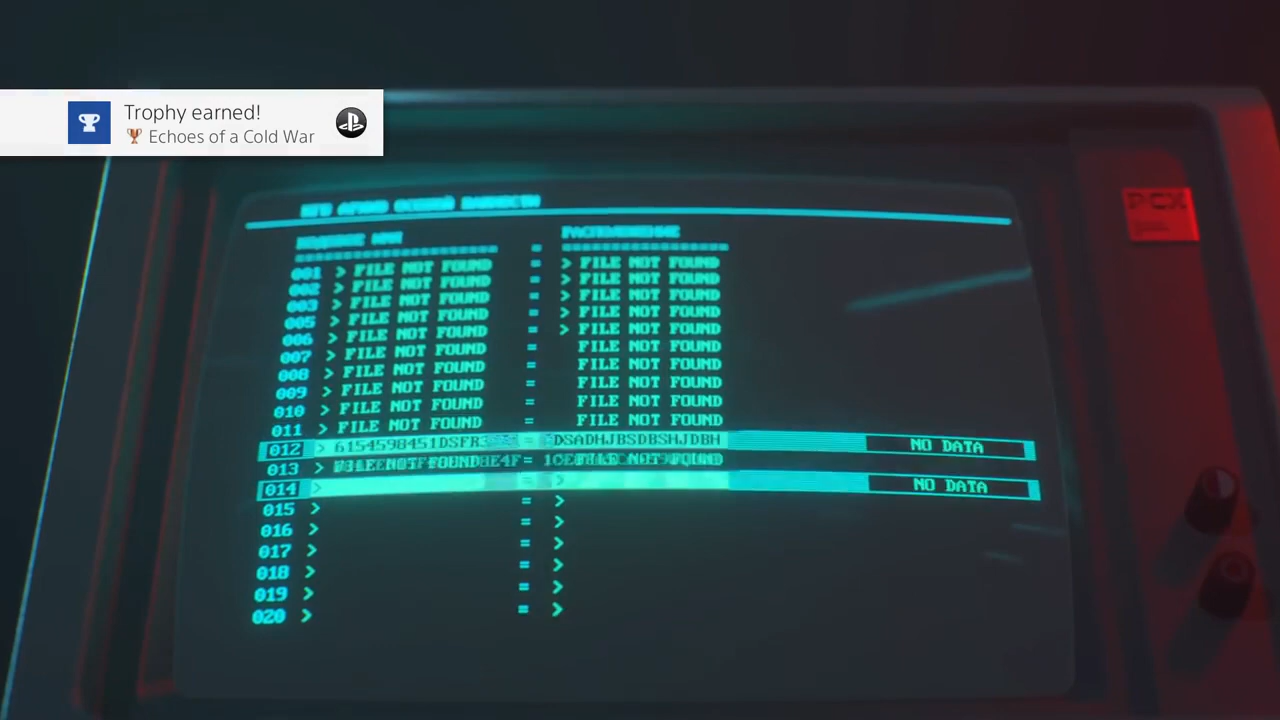 Trophy earned!
Echoes of a Cold War
PCX
001 > FILE NOT FOUND = > FILE NOT FOUND
002 > FILE NOT FOUND = > FILE NOT FOUND
003 > FILE NOT FOUND = > FILE NOT FOUND
005 > FILE NOT FOUND = > FILE NOT FOUND
006 > FILE NOT FOUND = > FILE NOT FOUND
007 > FILE NOT FOUND = FILE NOT FOUND
008 > FILE NOT FOUND = FILE NOT FOUND
009 > FILE NOT FOUND = FILE NOT FOUND
010 > FILE NOT FOUND = FILE NOT FOUND
011 > FILE NOT FOUND = FILE NOT FOUND
012 > = NO DATA
013 > =
014 > = > NO DATA
015 > = >
016 > = >
017 > = >
018 > = >
019 > = >
020 > = >